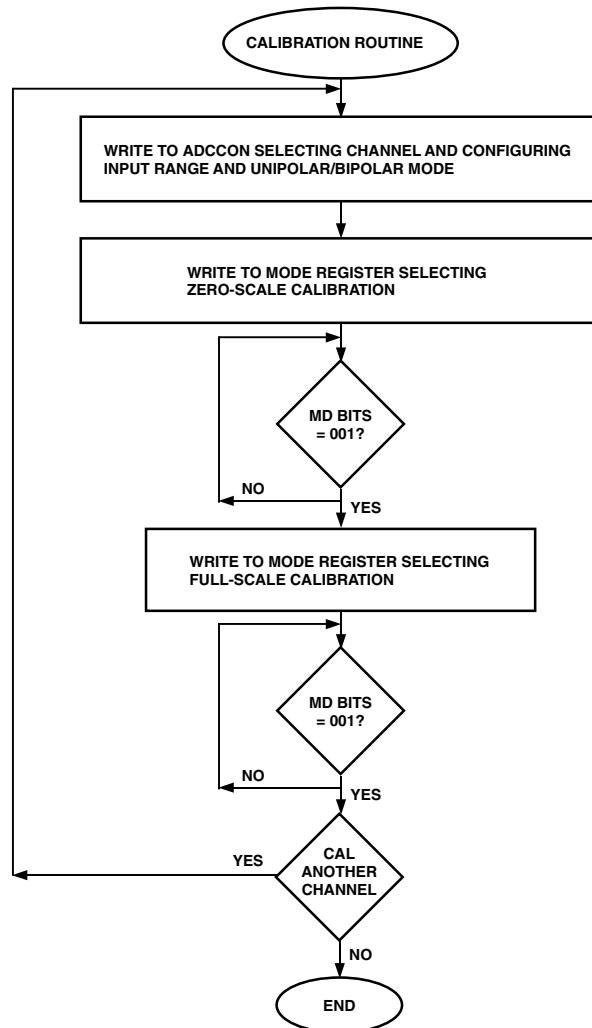 CALIBRATION ROUTINE
WRITE TO ADCCON SELECTING CHANNEL AND CONFIGURING
INPUT RANGE AND UNIPOLAR/BIPOLAR MODE
WRITE TO MODE REGISTER SELECTING
ZERO-SCALE CALIBRATION
MD BITS
= 001?
NO
YES
WRITE TO MODE REGISTER SELECTING
FULL-SCALE CALIBRATION
MD BITS
= 001?
NO
YES
YES
CAL
ANOTHER
CHANNEL
NO
END